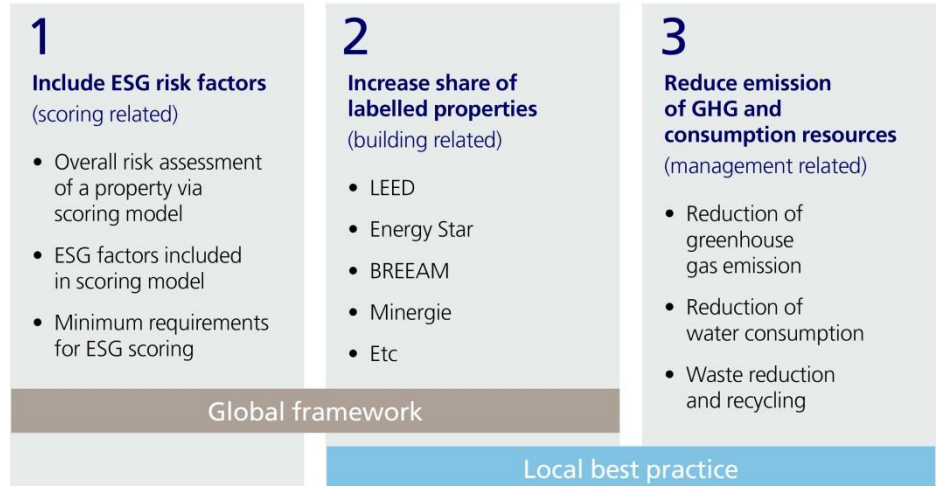 1
Include ESG risk factors
(scoring related)
• Overall risk assessment
of a property via
scoring model
• ESG factors included
in scoring model
• Minimum requirements
for ESG scoring
2
Increase share of
labelled properties
(building related)
• LEED
• Energy Star
• BREEAM
• Minergie
• Etc
3
Reduce emission
of GHG and
consumption resources
(management related)
• Reduction of
greenhouse
gas emission
• Reduction of
water consumption
• Waste reduction
and recycling
Global framework
Local best practice